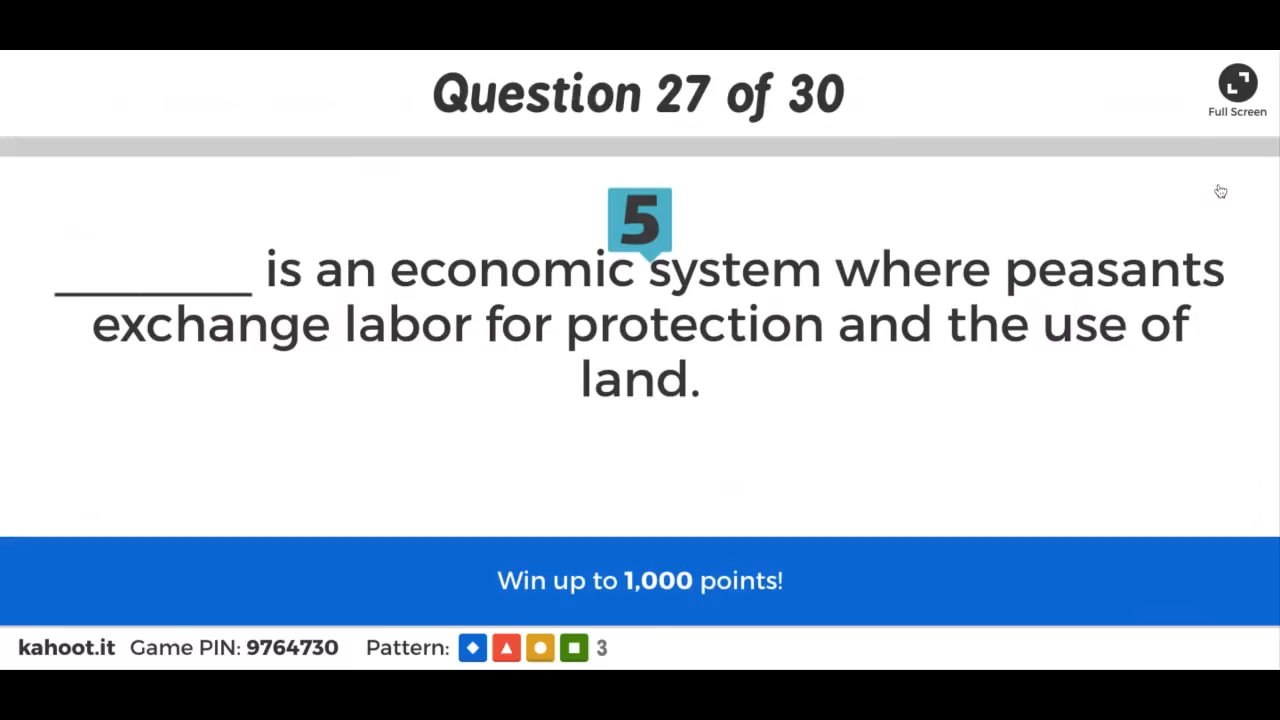 Question 27 of 30
Full Screen
5
_________ is an economic system where peasants
exchange labor for protection and the use of
land.
Win up to 1,000 points!
kahoot.it Game PIN: 9764730 Pattern: 3